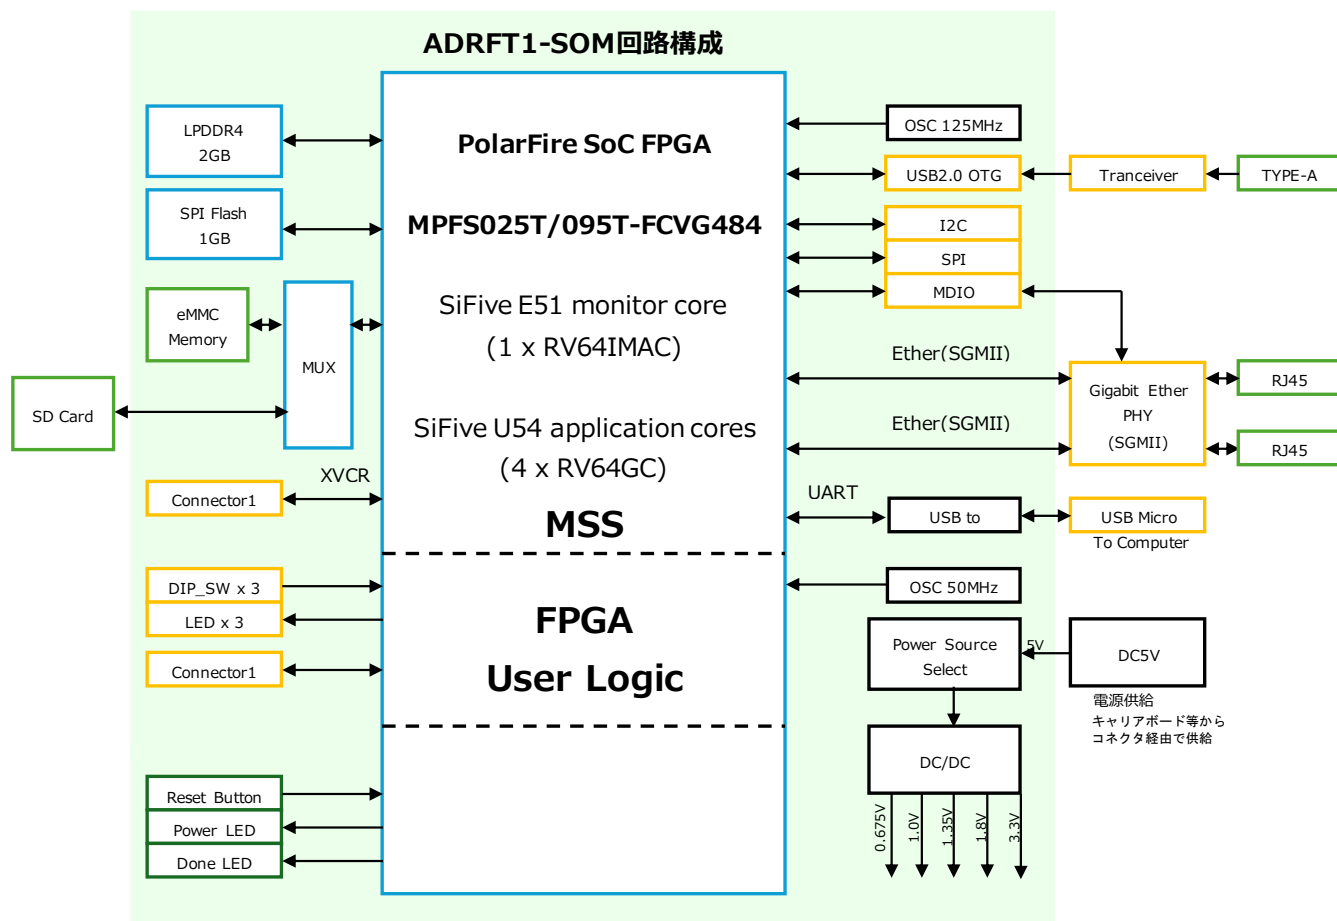 ADRFT1-SOM回路構成
LPDDR4
2GB
SPI Flash
1GB
eMMC
Memory
MUX
SD Card
XVCR
Connector1
DIP_SW x 3
LED x 3
Connector1
Reset Button
Power LED
Done LED
PolarFire SoC FPGA
MPFS025T/095T-FCVG484
SiFive E51 monitor core
(1 x RV64IMAC)
SiFive U54 application cores
(4 x RV64GC)
MSS
FPGA
User Logic
OSC 125MHz
USB2.0 OTG
Tranceiver
TYPE-A
I2C
SPI
MDIO
Ether(SGMII)
Ether(SGMII)
Gigabit Ether
PHY
(SGMII)
RJ45
RJ45
UART
USB to
USB Micro
To Computer
OSC 50MHz
Power Source
Select
5V
DC5V
電源供給
キャリアボード等から
コネクタ経由で供給
DC/DC
0.675V
1.0V
1.35V
1.8V
3.3V